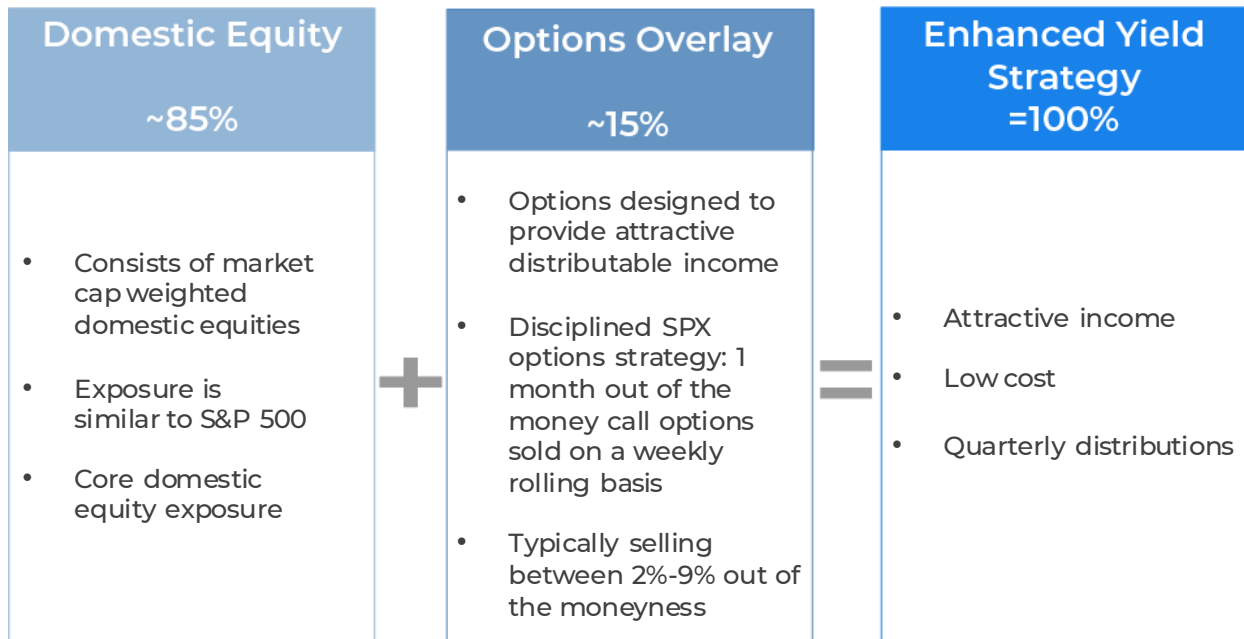 Domestic Equity
~85%
• Consists of market
cap weighted
domestic equities
• Exposure is
similar to S&P 500
• Core domestic
equity exposure
+
Options Overlay
~15%
• Options designed to
provide attractive
distributable income
• Disciplined SPX
options strategy: 1
month out of the
money call options
sold on a weekly
rolling basis
• Typically selling
between 2%-9% out of
the moneyness
=
Enhanced Yield
Strategy
=100%
• Attractive income
• Low cost
• Quarterly distributions